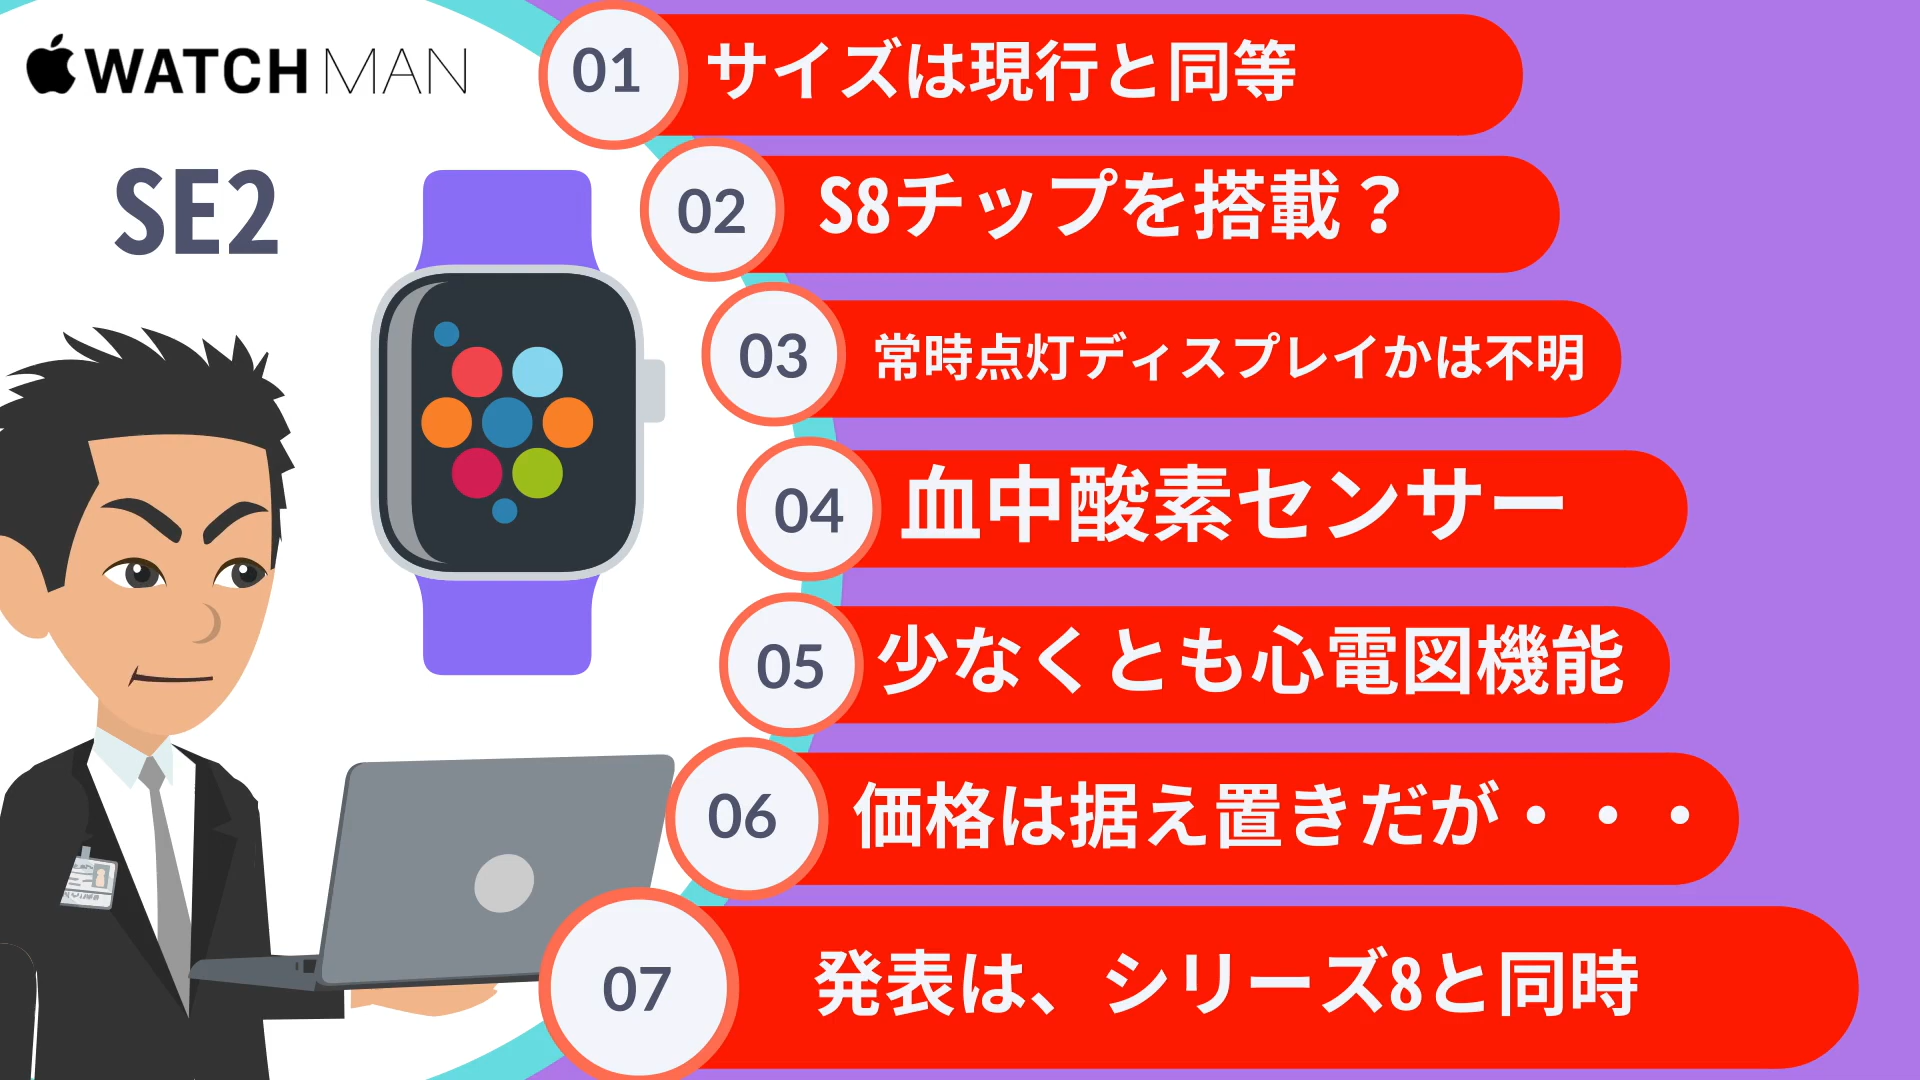 WATCH MAN
SE2
01 サイズは現行と同等
02 S8チップを搭載？
03 常時点灯ディスプレイかは不明
04 血中酸素センサー
05 少なくとも心電図機能
06 価格は据え置きだが・・・
07 発表は、シリーズ8と同時